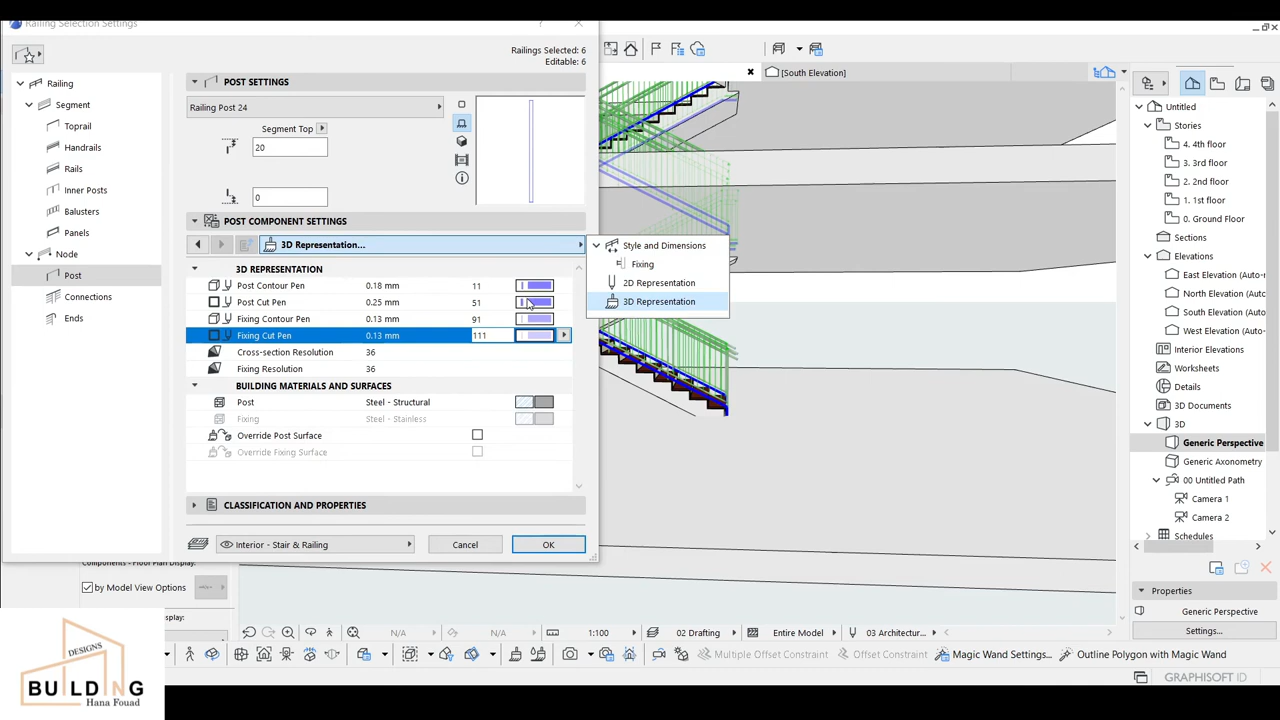 Railing Selection Settings
Railings Selected: 6
Editable: 6
Railing
Segment
Toprail
Handrails
Rails
Inner Posts
Balusters
Panels
Node
Post
Connections
Ends
POST SETTINGS
Railing Post 24
Segment Top
20
0
POST COMPONENT SETTINGS
3D Representation...
3D REPRESENTATION
Post Contour Pen 0.18 mm 11
Post Cut Pen 0.25 mm 51
Fixing Contour Pen 0.13 mm 91
Fixing Cut Pen 0.13 mm 111
Cross-section Resolution 36
Fixing Resolution 36
BUILDING MATERIALS AND SURFACES
Post Steel - Structural
Fixing Steel - Stainless
Override Post Surface
Override Fixing Surface
CLASSIFICATION AND PROPERTIES
Interior - Stair & Railing
Cancel
OK
Style and Dimensions
Fixing
2D Representation
3D Representation
[South Elevation]
Untitled
Stories
4. 4th floor
3. 3rd floor
2. 2nd floor
1. 1st floor
0. Ground Floor
Sections
Elevations
East Elevation (Auto
North Elevation (Aut
South Elevation (Aut
West Elevation (Aut
Interior Elevations
Worksheets
Details
3D Documents
3D
Generic Perspective
Generic Axonometry
00 Untitled Path
Camera 1
Camera 2
Schedules
Properties
Generic Perspective
Settings...
Components - Floor Plan Display:
by Model View Options
splay:
N/A
N/A
1:100
02 Drafting
Entire Model
03 Architectur...
Multiple Offset Constraint
Offset Constraint
Magic Wand Settings...
Outline Polygon with Magic Wand
GRAPHISOFT ID
DESIGNS
BUILDING
Hana Fouad